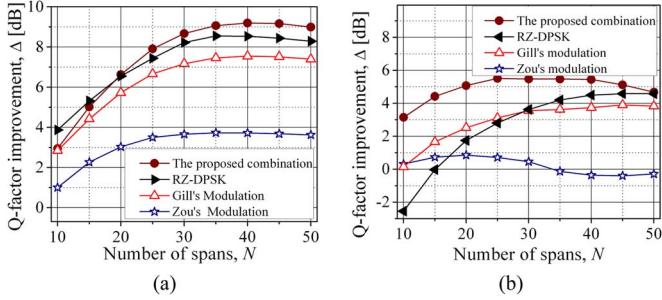 Q-factor improvement, Δ [dB]
10
8
6
4
2
0
The proposed combination
RZ-DPSK
Gill's modulation
Zou's Modulation
10 20 30 40 50
Number of spans, N
(a)
Q-factor improvement, Δ [dB]
10
8
6
4
2
0
-2
The proposed combination
RZ-DPSK
Gill's modulation
Zou's modulation
10 20 30 40 50
Number of spans, N
(b)